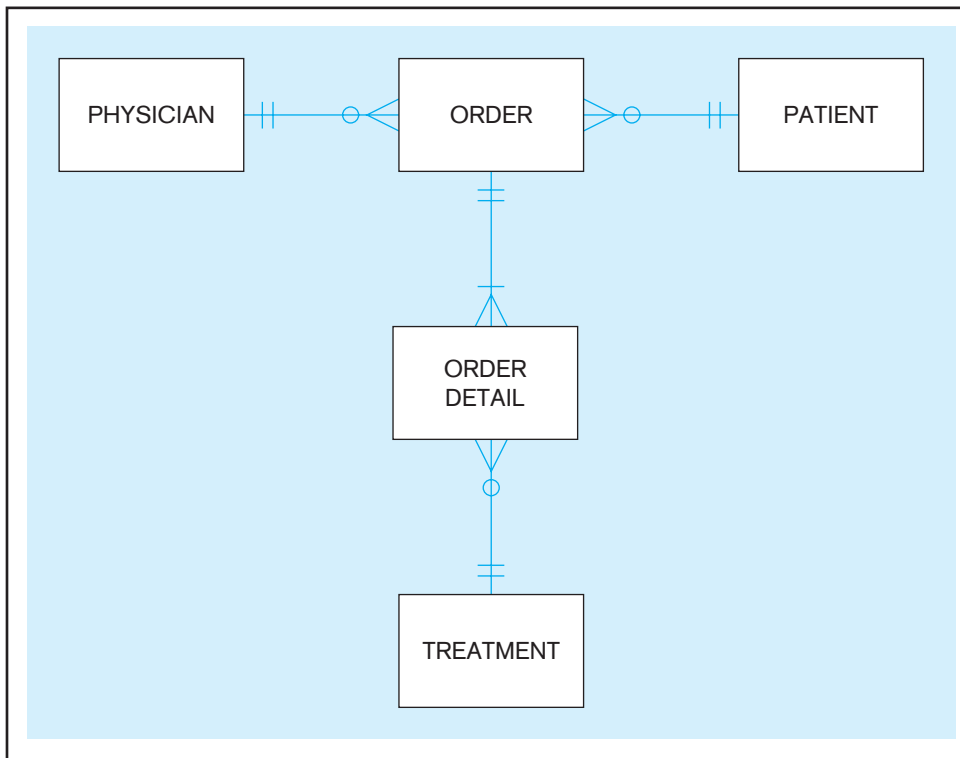 PHYSICIAN
ORDER
PATIENT
ORDER
DETAIL
TREATMENT